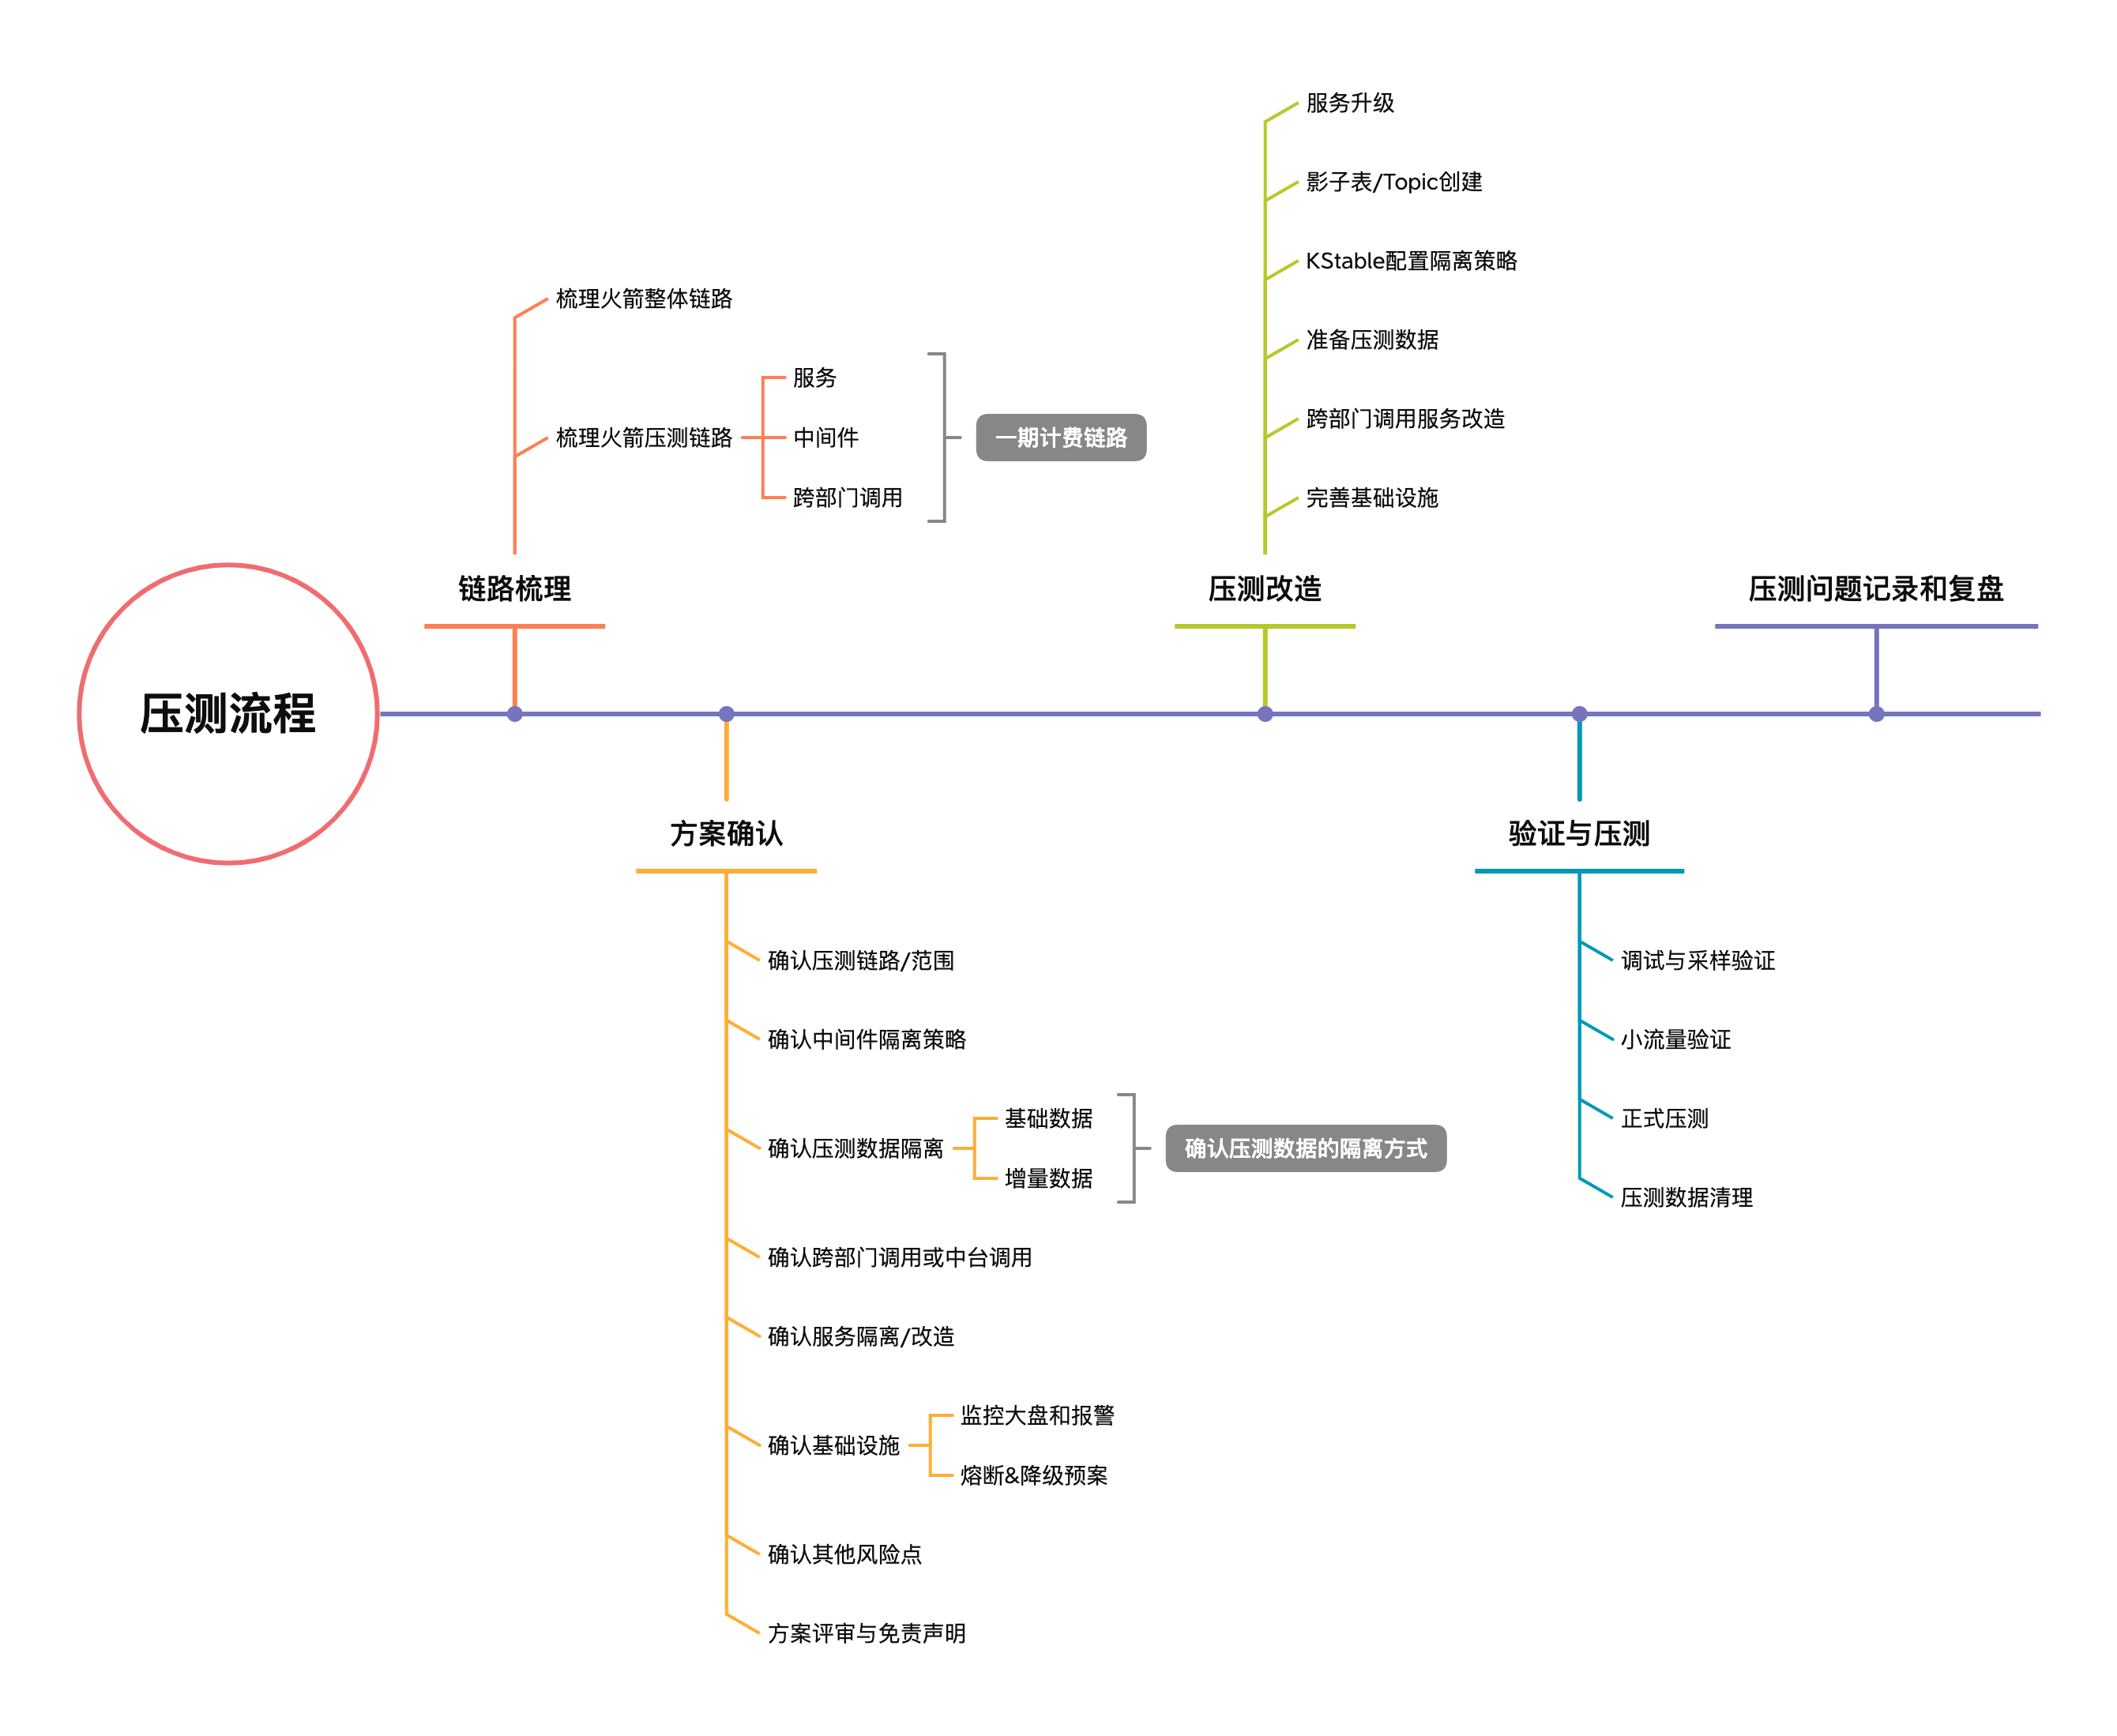 压测流程
链路梳理
梳理火箭整体链路
梳理火箭压测链路
服务
中间件
跨部门调用
一期计费链路
方案确认
确认压测链路/范围
确认中间件隔离策略
确认压测数据隔离
基础数据
增量数据
确认压测数据的隔离方式
确认跨部门调用或中台调用
确认服务隔离/改造
确认基础设施
监控大盘和报警
熔断&降级预案
确认其他风险点
方案评审与免责声明
压测改造
服务升级
影子表/Topic创建
KStable配置隔离策略
准备压测数据
跨部门调用服务改造
完善基础设施
验证与压测
调试与采样验证
小流量验证
正式压测
压测数据清理
压测问题记录和复盘